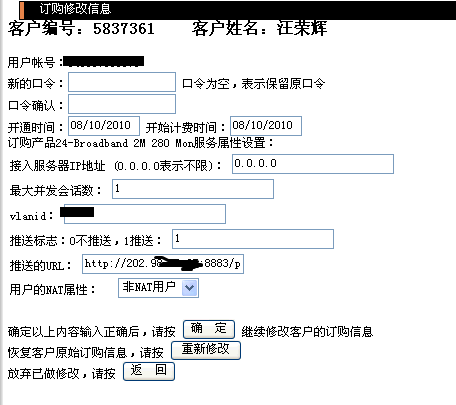 订购修改信息
客户编号：5837361 客户姓名：汪荣辉
用户帐号：
新的口令： 口令为空，表示保留原口令
口令确认：
开通时间： 08/10/2010 开始计费时间： 08/10/2010
订购产品24-Broadband 2M 280 Mon服务属性设置：
接入服务器IP地址 (0.0.0.0表示不限)： 0.0.0.0
最大并发会话数： 1
vlanid：
推送标志：0不推送，1推送： 1
推送的URL： http://202.9 8883/p
用户的NAT属性： 非NAT用户
确定以上内容输入正确后，请按 确 定 继续修改客户的订购信息
恢复客户原始订购信息，请按 重新修改
放弃已做修改，请按 返 回